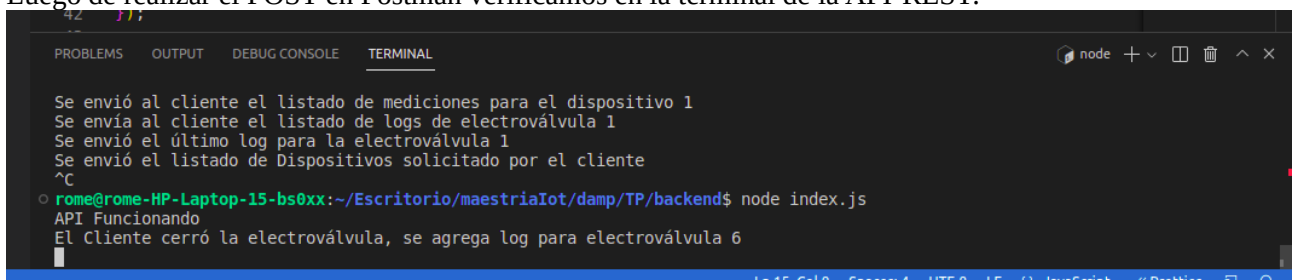 Luego de realizar el POST en Postman verificamos en la terminal de la API REST:
42 });
PROBLEMS OUTPUT DEBUG CONSOLE TERMINAL node
Se envió al cliente el listado de mediciones para el dispositivo 1
Se envía al cliente el listado de logs de electroválvula 1
Se envió el último log para la electroválvula 1
Se envió el listado de Dispositivos solicitado por el cliente
^C
rome@rome-HP-Laptop-15-bs0xx:~/Escritorio/maestriaIot/damp/TP/backend$ node index.js
API Funcionando
El Cliente cerró la electroválvula, se agrega log para electroválvula 6